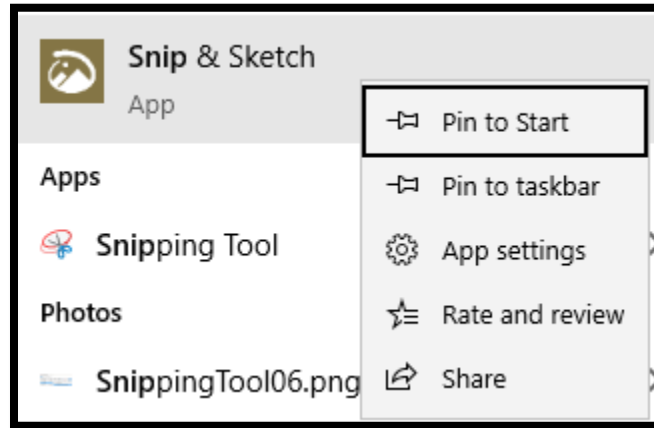 Snip & Sketch
App
Pin to Start
Apps
Pin to taskbar
Snipping Tool
App settings
Photos
Rate and review
SnippingTool06.png
Share